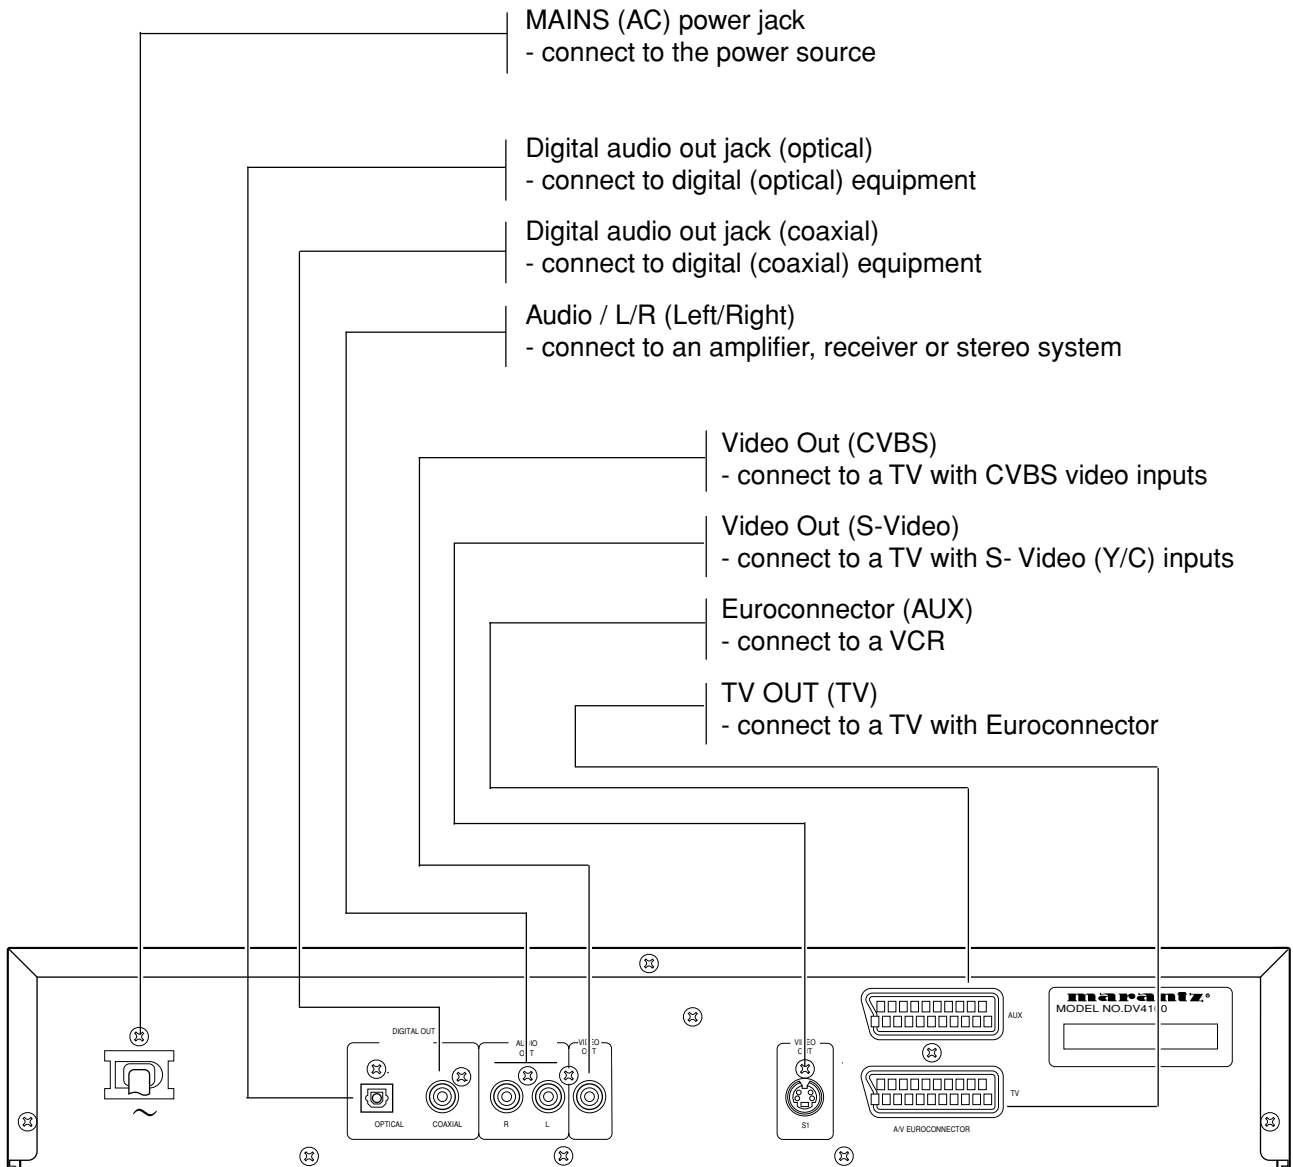 MAINS (AC) power jack
- connect to the power source
Digital audio out jack (optical)
- connect to digital (optical) equipment
Digital audio out jack (coaxial)
- connect to digital (coaxial) equipment
Audio / L/R (Left/Right)
- connect to an amplifier, receiver or stereo system
Video Out (CVBS)
- connect to a TV with CVBS video inputs
Video Out (S-Video)
- connect to a TV with S- Video (Y/C) inputs
Euroconnector (AUX)
- connect to a VCR
TV OUT (TV)
- connect to a TV with Euroconnector
marantz
MODEL NO.DV4100
AUX
DIGITAL OUT
AUDIO
OUT
VIDEO
OUT
VIDEO
OUT
TV
OPTICAL
COAXIAL
R
L
S1
A/V EUROCONNECTOR
~